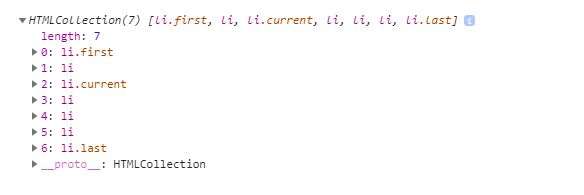 ▼HTMLCollection(7) [li.first, li, li.current, li, li, li, li.last] i
length: 7
▶0: li.first
▶1: li
▶2: li.current
▶3: li
▶4: li
▶5: li
▶6: li.last
▶__proto__: HTMLCollection